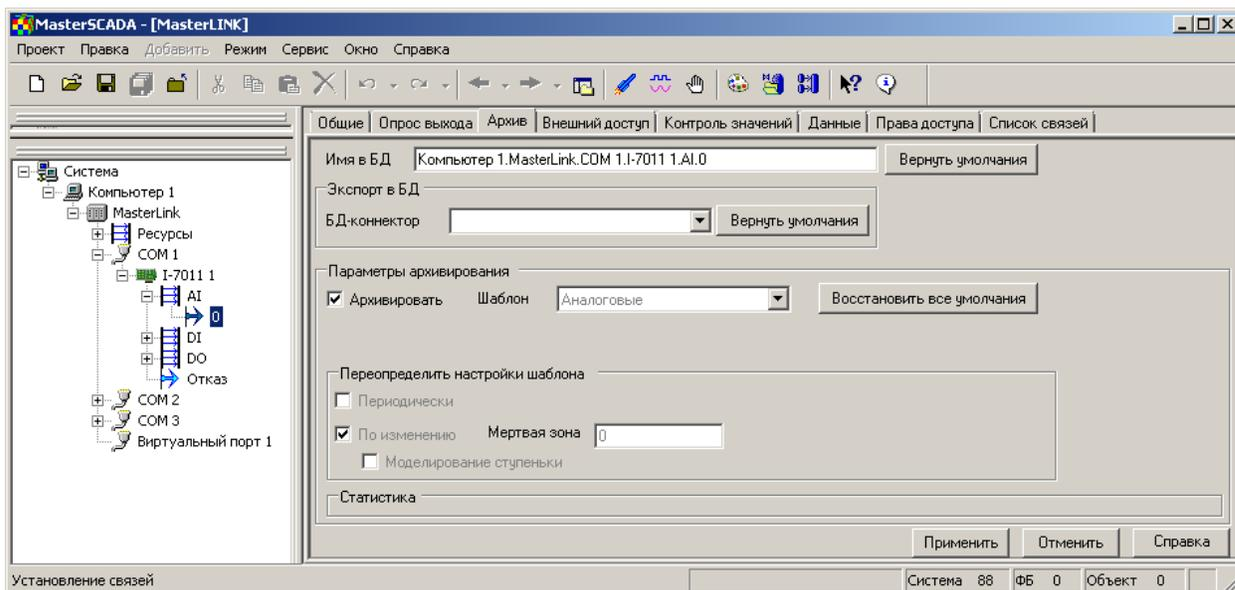 MasterSCADA - [MasterLINK]
Проект Правка Добавить Режим Сервис Окно Справка
Общие Опрос выхода Архив Внешний доступ Контроль значений Данные Права доступа Список связей
Имя в БД Компьютер 1.MasterLink.COM 1.I-7011 1.AI.0 Вернуть умолчания
Экспорт в БД
БД-коннектор Вернуть умолчания
Параметры архивирования
Архивировать Шаблон Аналоговые Восстановить все умолчания
Переопределить настройки шаблона
Периодически
По изменению Мертвая зона 0
Моделирование ступеньки
Статистика
Применить Отменить Справка
Система
Компьютер 1
MasterLink
Ресурсы
COM 1
I-7011 1
AI
0
DI
DO
Отказ
COM 2
COM 3
Виртуальный порт 1
Установление связей Система 88 ФБ 0 Объект 0